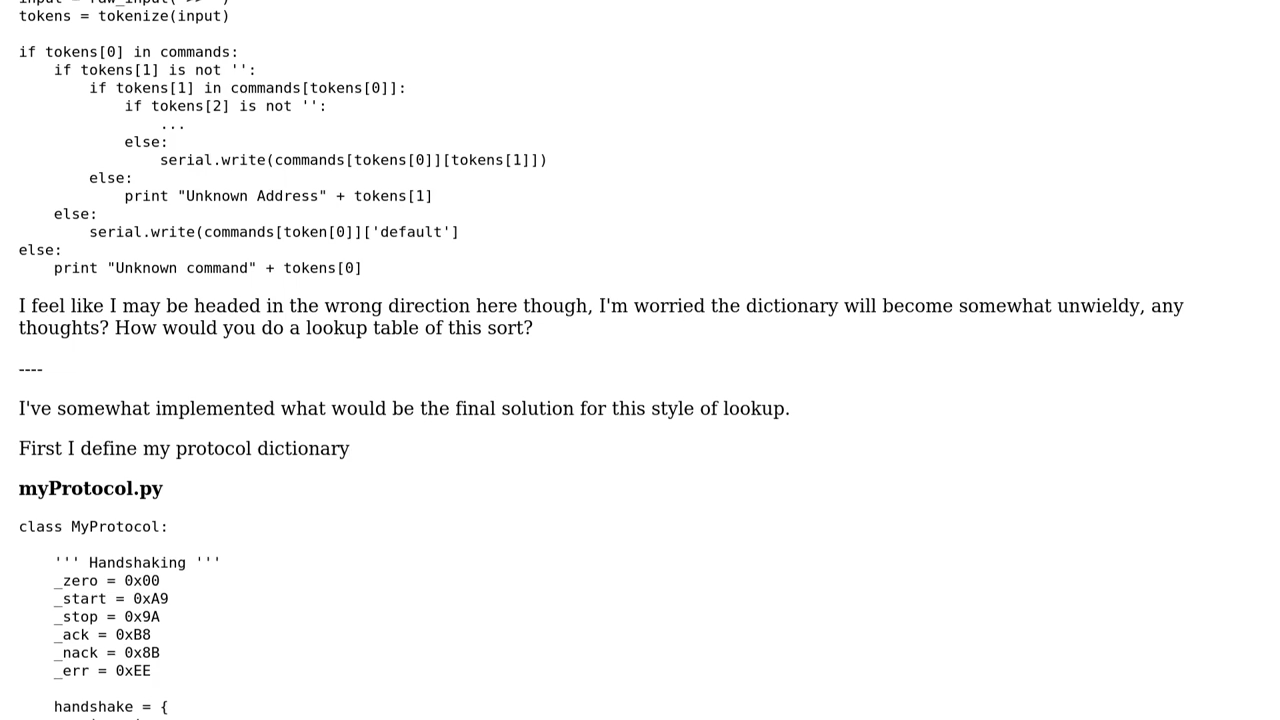 tokens = tokenize(input)
if tokens[0] in commands:
    if tokens[1] is not '':
        if tokens[1] in commands[tokens[0]]:
            if tokens[2] is not '':
                ...
            else:
                serial.write(commands[tokens[0]][tokens[1]])
        else:
            print "Unknown Address" + tokens[1]
    else:
        serial.write(commands[token[0]]['default']
else:
    print "Unknown command" + tokens[0]
I feel like I may be headed in the wrong direction here though, I'm worried the dictionary will become somewhat unwieldy, any
thoughts? How would you do a lookup table of this sort?
----
I've somewhat implemented what would be the final solution for this style of lookup.
First I define my protocol dictionary
myProtocol.py
class MyProtocol:
    ''' Handshaking '''
    _zero = 0x00
    _start = 0xA9
    _stop = 0x9A
    _ack = 0xB8
    _nack = 0x8B
    _err = 0xEE
    handshake = {